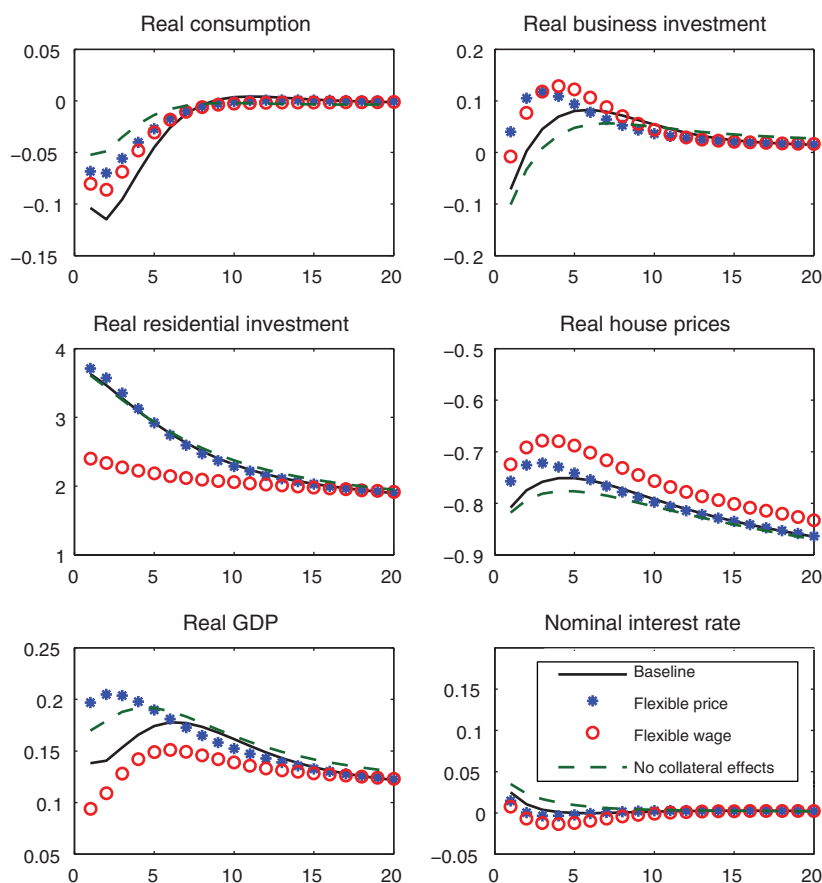 Real consumption
0.05
0
−0.05
−0.1
−0.15
0 5 10 15 20
Real business investment
0.2
0.1
0
−0.1
−0.2
0 5 10 15 20
Real residential investment
4
3
2
1
0 5 10 15 20
Real house prices
−0.5
−0.6
−0.7
−0.8
−0.9
0 5 10 15 20
Real GDP
0.25
0.2
0.15
0.1
0.05
0 5 10 15 20
Nominal interest rate
0.15
0.1
0.05
0
−0.05
0 5 10 15 20
Baseline
Flexible price
Flexible wage
No collateral effects